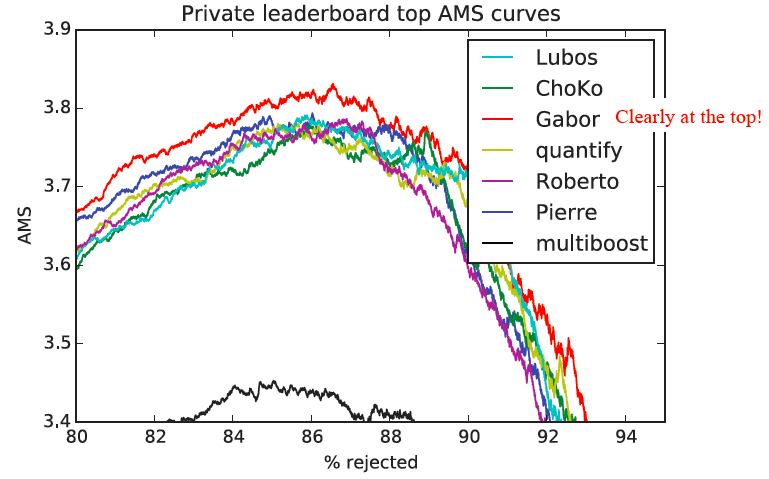 Private leaderboard top AMS curves
3.9
3.8
3.7
3.6
3.5
3.4
AMS
80
82
84
86
88
90
92
94
% rejected
Lubos
ChoKo
Gabor
Clearly at the top!
quantify
Roberto
Pierre
multiboost